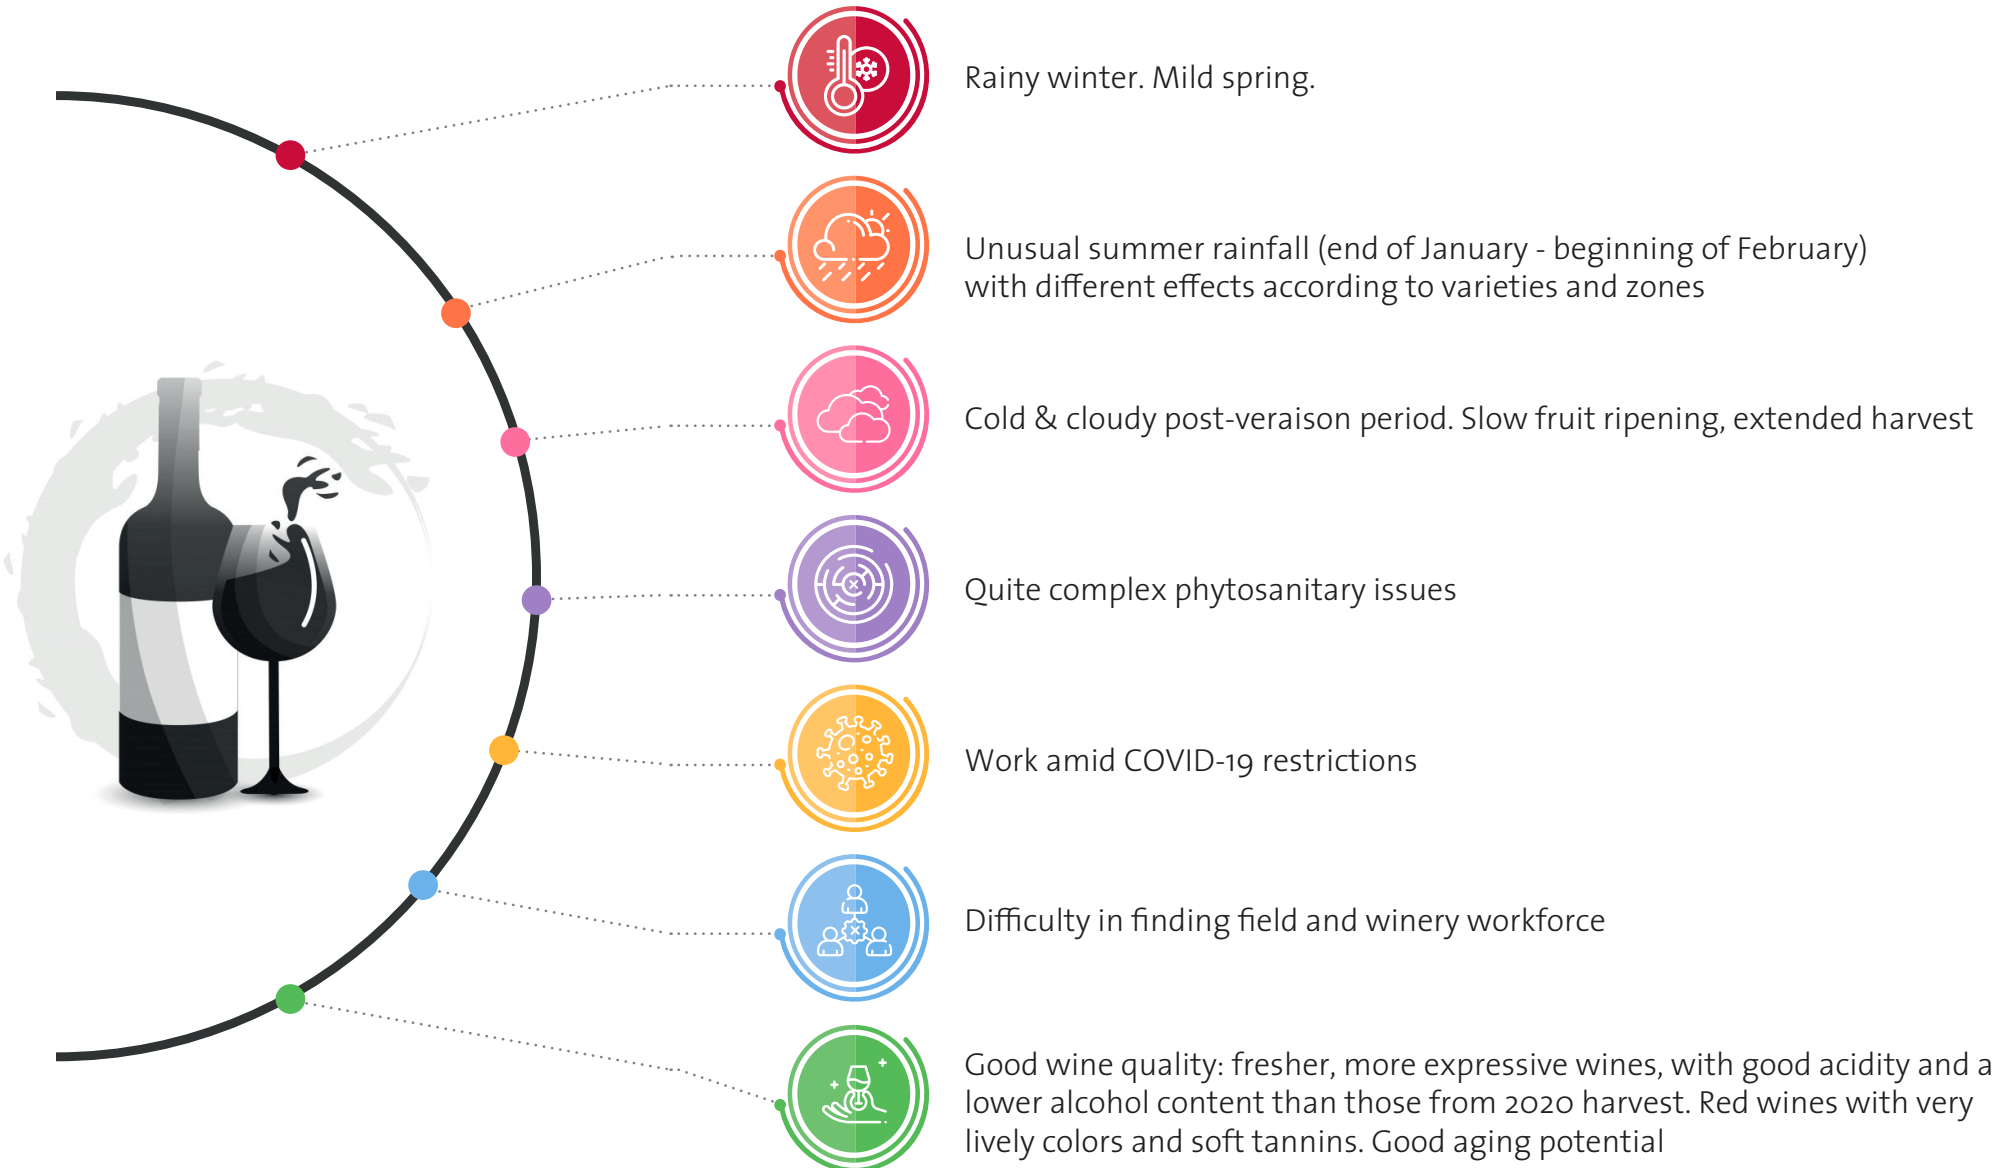 Rainy winter. Mild spring.
Unusual summer rainfall (end of January - beginning of February)
with different effects according to varieties and zones
Cold & cloudy post-veraison period. Slow fruit ripening, extended harvest
Quite complex phytosanitary issues
Work amid COVID-19 restrictions
Difficulty in finding field and winery workforce
Good wine quality: fresher, more expressive wines, with good acidity and a
lower alcohol content than those from 2020 harvest. Red wines with very
lively colors and soft tannins. Good aging potential